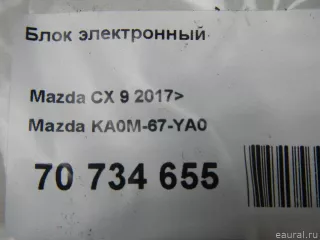 Блок электронный
Mazda CX 9 2017>
Mazda KA0M-67-YA0
70 734 655
eaural.ru